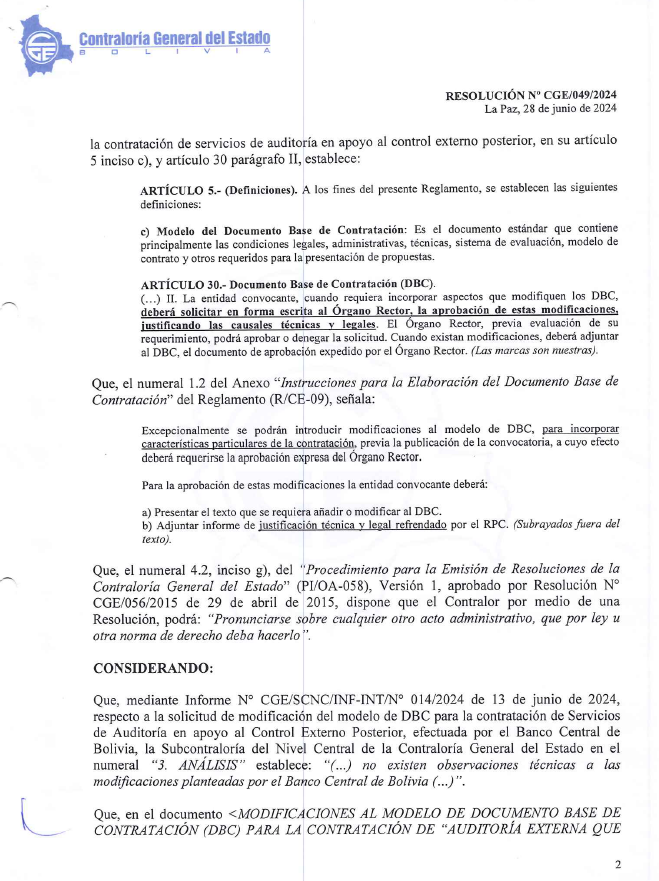 Contraloría General del Estado
B O L I V I A
RESOLUCIÓN Nº CGE/049/2024
La Paz, 28 de junio de 2024
la contratación de servicios de auditoría en apoyo al control externo posterior, en su artículo
5 inciso c), y artículo 30 parágrafo II, establece:
ARTÍCULO 5.- (Definiciones). A los fines del presente Reglamento, se establecen las siguientes
definiciones:
c) Modelo del Documento Base de Contratación: Es el documento estándar que contiene
principalmente las condiciones legales, administrativas, técnicas, sistema de evaluación, modelo de
contrato y otros requeridos para la presentación de propuestas.
ARTÍCULO 30.- Documento Base de Contratación (DBC).
(…) II. La entidad convocante, cuando requiera incorporar aspectos que modifiquen los DBC,
deberá solicitar en forma escrita al Órgano Rector, la aprobación de estas modificaciones,
justificando las causales técnicas y legales. El Órgano Rector, previa evaluación de su
requerimiento, podrá aprobar o denegar la solicitud. Cuando existan modificaciones, deberá adjuntar
al DBC, el documento de aprobación expedido por el Órgano Rector. (Las marcas son nuestras).
Que, el numeral 1.2 del Anexo "Instrucciones para la Elaboración del Documento Base de
Contratación" del Reglamento (R/CE-09), señala:
Excepcionalmente se podrán introducir modificaciones al modelo de DBC, para incorporar
características particulares de la contratación, previa la publicación de la convocatoria, a cuyo efecto
deberá requerirse la aprobación expresa del Órgano Rector.
Para la aprobación de estas modificaciones la entidad convocante deberá:
a) Presentar el texto que se requiera añadir o modificar al DBC.
b) Adjuntar informe de justificación técnica y legal refrendado por el RPC. (Subrayados fuera del
texto).
Que, el numeral 4.2, inciso g), del "Procedimiento para la Emisión de Resoluciones de la
Contraloría General del Estado" (PI/OA-058), Versión 1, aprobado por Resolución N°
CGE/056/2015 de 29 de abril de 2015, dispone que el Contralor por medio de una
Resolución, podrá: "Pronunciarse sobre cualquier otro acto administrativo, que por ley u
otra norma de derecho deba hacerlo".
CONSIDERANDO:
Que, mediante Informe N° CGE/SCNC/INF-INT/N° 014/2024 de 13 de junio de 2024,
respecto a la solicitud de modificación del modelo de DBC para la contratación de Servicios
de Auditoría en apoyo al Control Externo Posterior, efectuada por el Banco Central de
Bolivia, la Subcontraloría del Nivel Central de la Contraloría General del Estado en el
numeral "3. ANÁLISIS" establece: "(…) no existen observaciones técnicas a las
modificaciones planteadas por el Banco Central de Bolivia (…)".
Que, en el documento <MODIFICACIONES AL MODELO DE DOCUMENTO BASE DE
CONTRATACIÓN (DBC) PARA LA CONTRATACIÓN DE "AUDITORÍA EXTERNA QUE
2